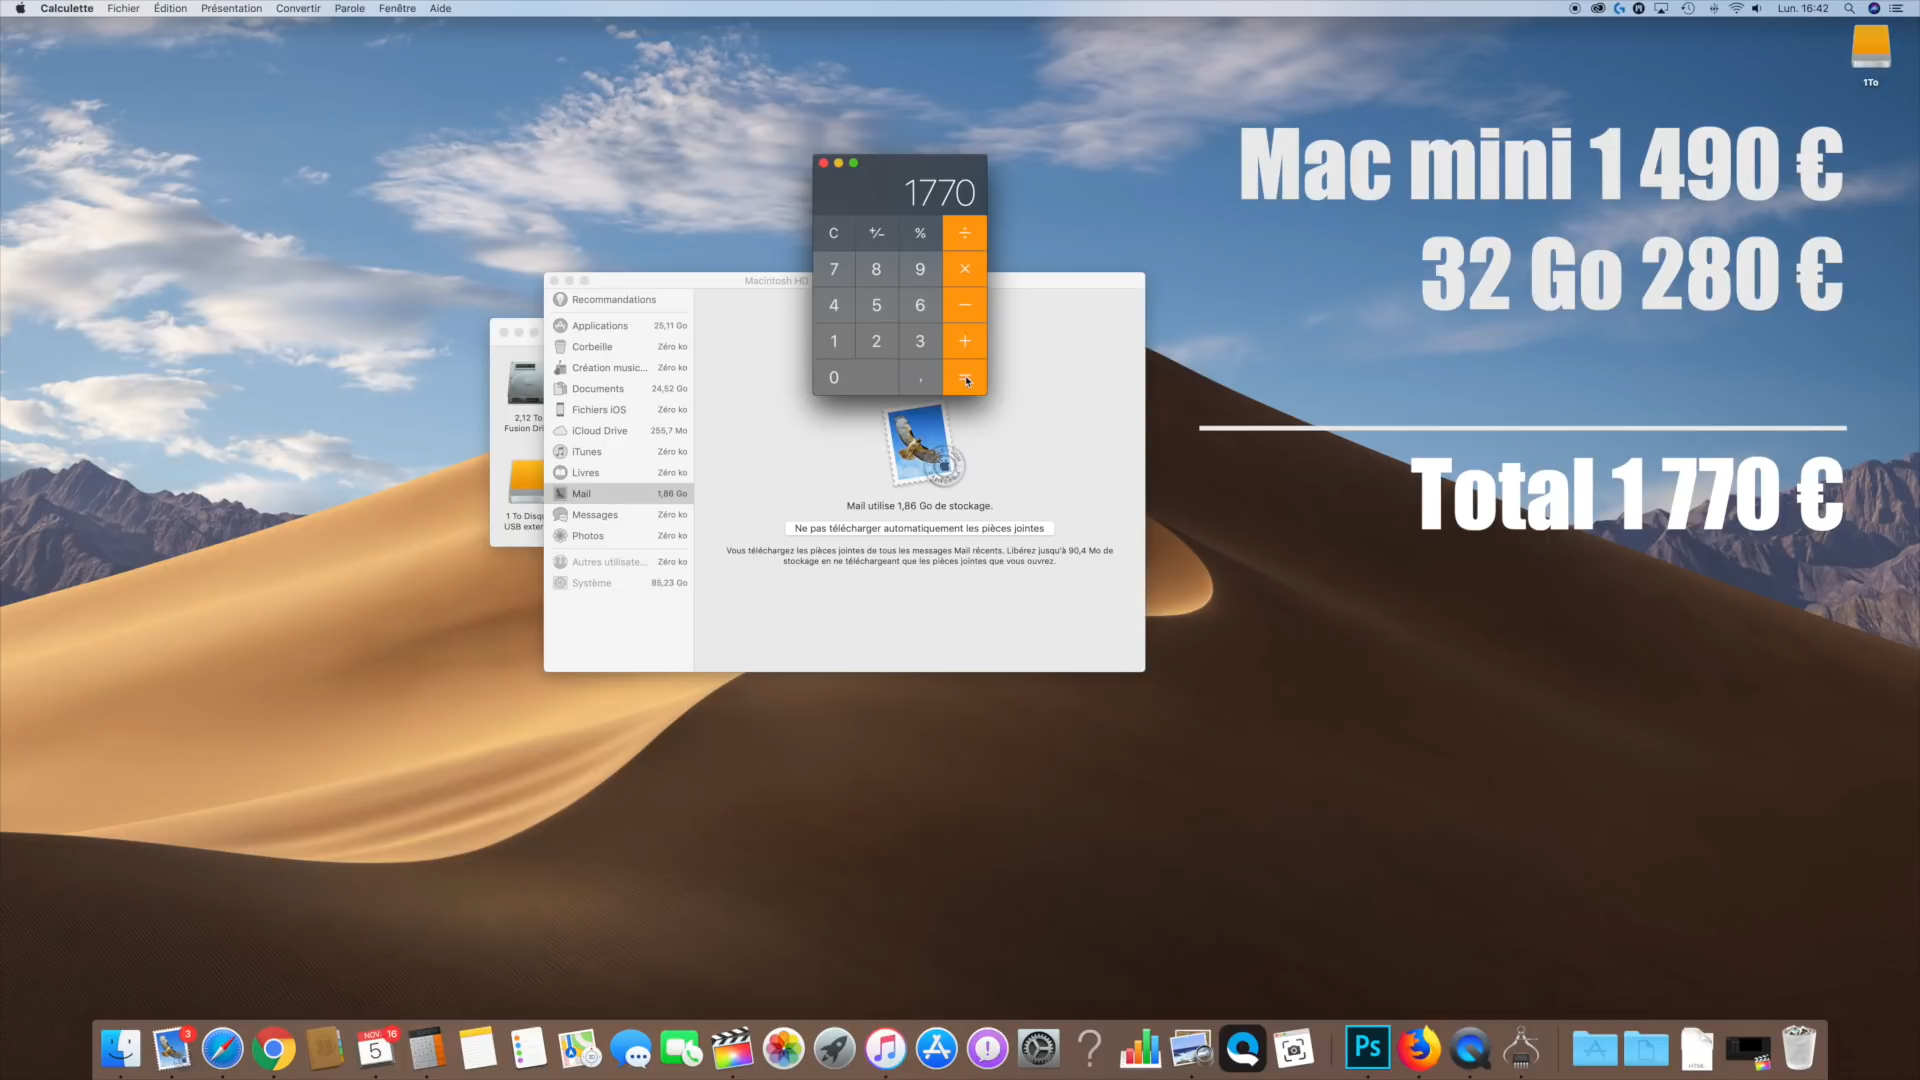 Calculette Fichier Édition Présentation Convertir Parole Fenêtre Aide
Lun. 16:42
1To
Mac mini 1 490 €
32 Go 280 €
Total 1 770 €
1770
C +/− % ÷
7 8 9 ×
4 5 6 −
1 2 3 +
0 , =
Macintosh HD
Recommandations
Applications 25,11 Go
Corbeille Zéro ko
Création music... Zéro ko
Documents 24,52 Go
Fichiers iOS Zéro ko
iCloud Drive 255,7 Mo
iTunes Zéro ko
Livres Zéro ko
Mail 1,86 Go
Messages Zéro ko
Photos Zéro ko
Autres utilisate... Zéro ko
Système 85,23 Go
2,12 To
Fusion Dri
1 To Disqu
USB exter
Mail utilise 1,86 Go de stockage.
Ne pas télécharger automatiquement les pièces jointes
Vous téléchargez les pièces jointes de tous les messages Mail récents. Libérez jusqu'à 90,4 Mo de
stockage en ne téléchargeant que les pièces jointes que vous ouvrez.
3
NOV. 16
5
3D
?
Ps
HTML